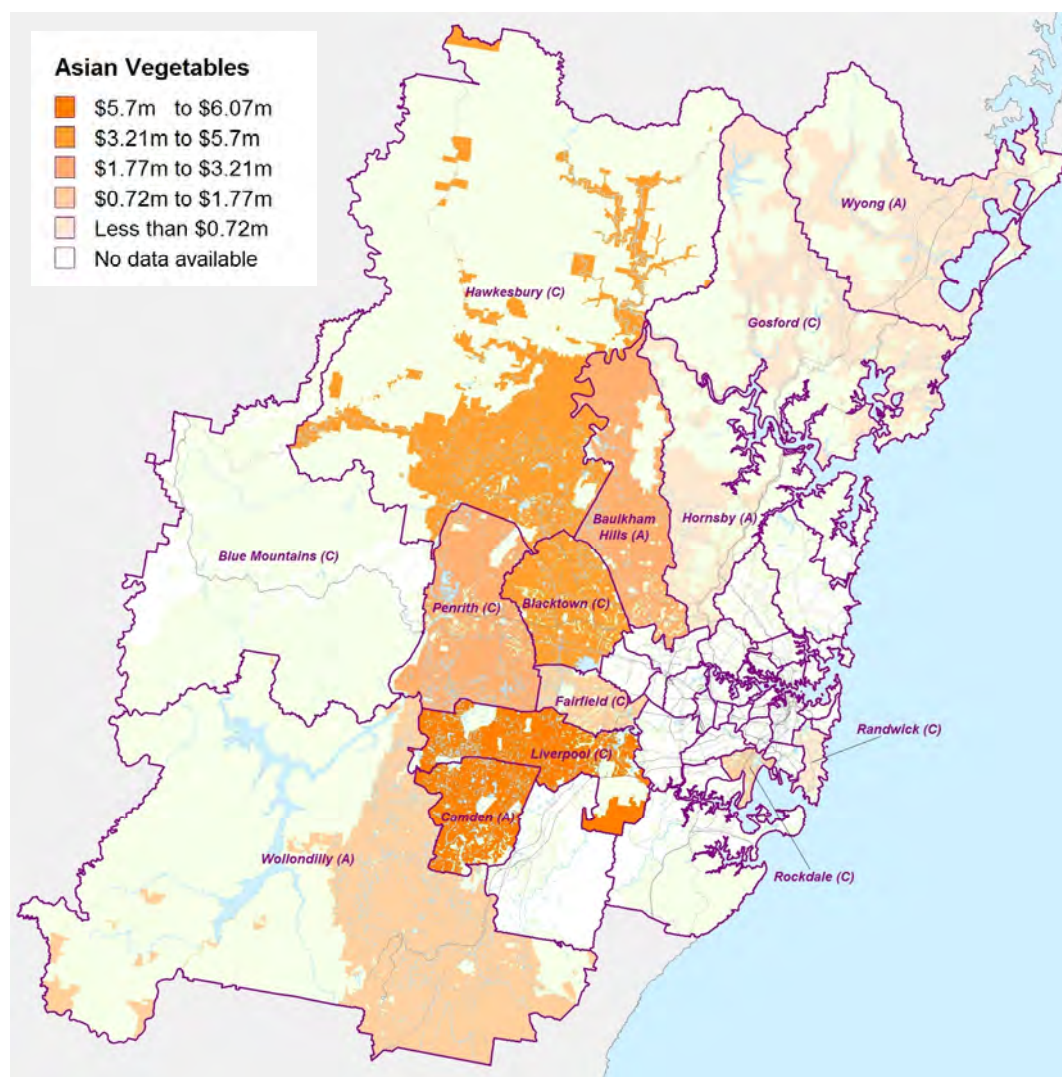 Asian Vegetables
$5.7m to $6.07m
$3.21m to $5.7m
$1.77m to $3.21m
$0.72m to $1.77m
Less than $0.72m
No data available
Wyong (A)
Hawkesbury (C)
Gosford (C)
Baulkham
Hills (A)
Hornsby (A)
Blue Mountains (C)
Penrith (C)
Blacktown (C)
Fairfield (C)
Randwick (C)
Liverpool (C)
Camden (A)
Wollondilly (A)
Rockdale (C)